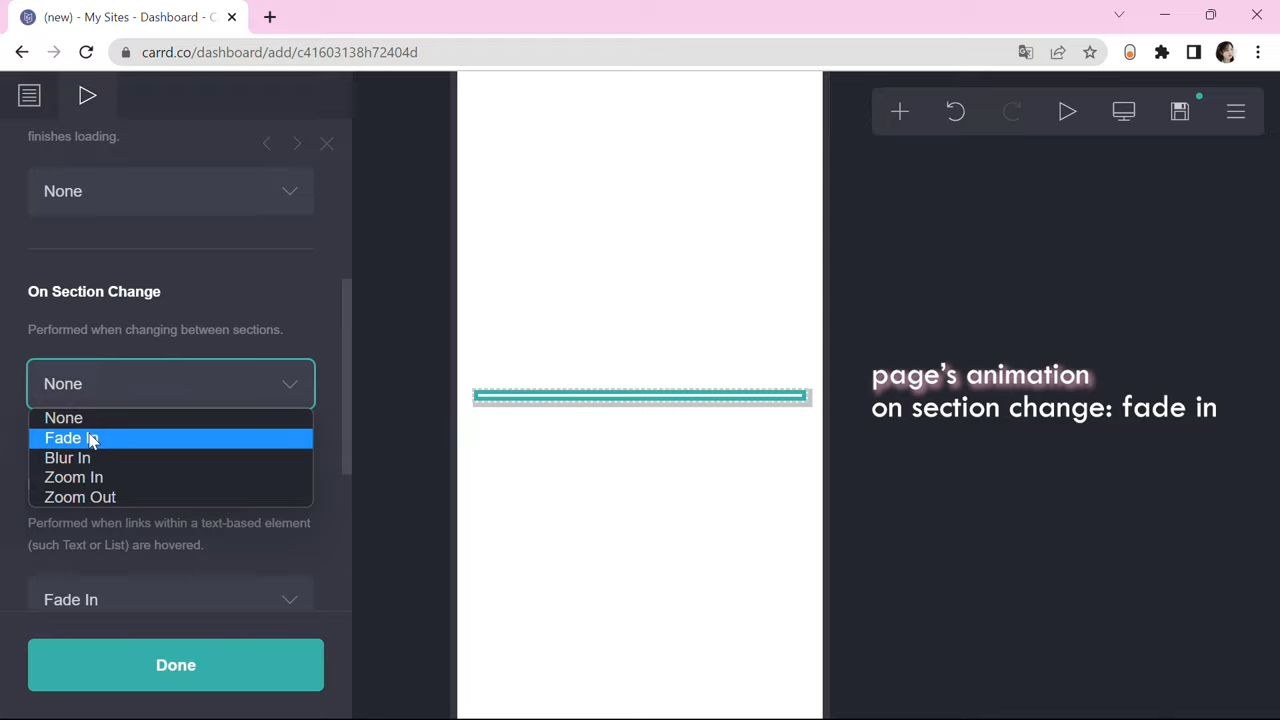 (new) - My Sites - Dashboard - C
carrd.co/dashboard/add/c41603138h72404d
finishes loading.
None
On Section Change
Performed when changing between sections.
None
None
Fade In
Blur In
Zoom In
Zoom Out
Performed when links within a text-based element
(such Text or List) are hovered.
Fade In
Done
page's animation
on section change: fade in